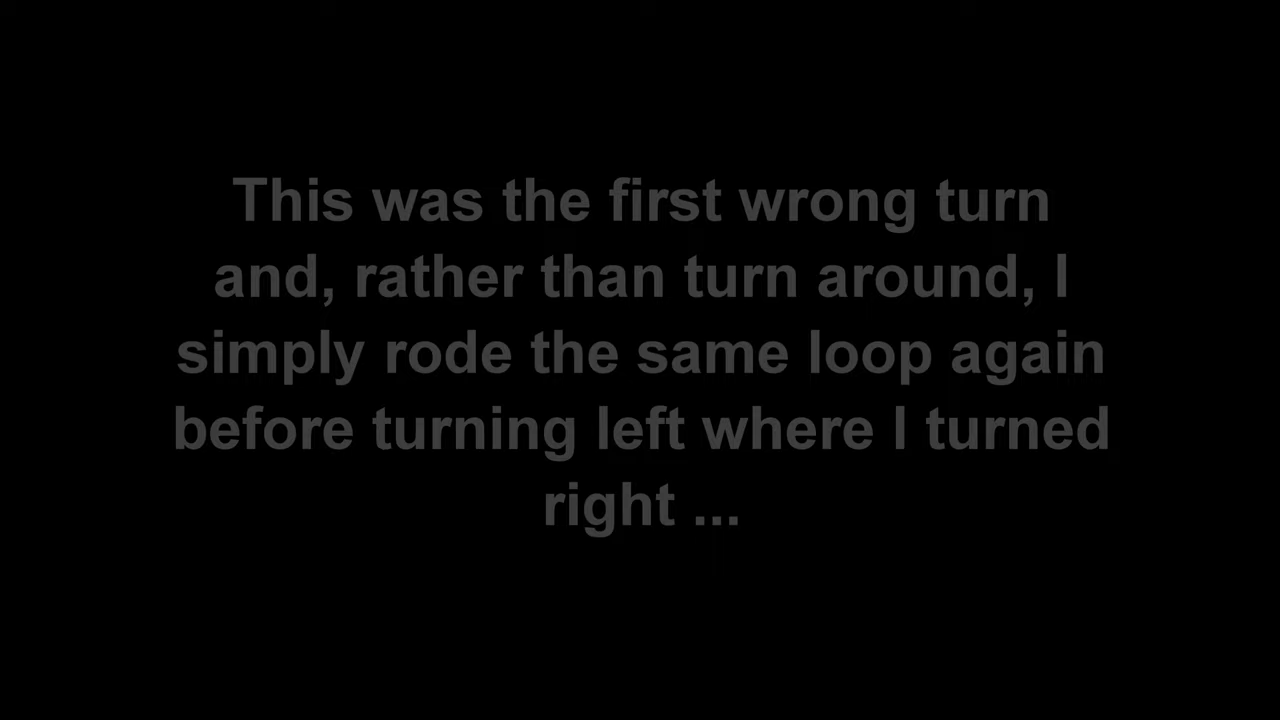 This was the first wrong turn
and, rather than turn around, I
simply rode the same loop again
before turning left where I turned
right ...